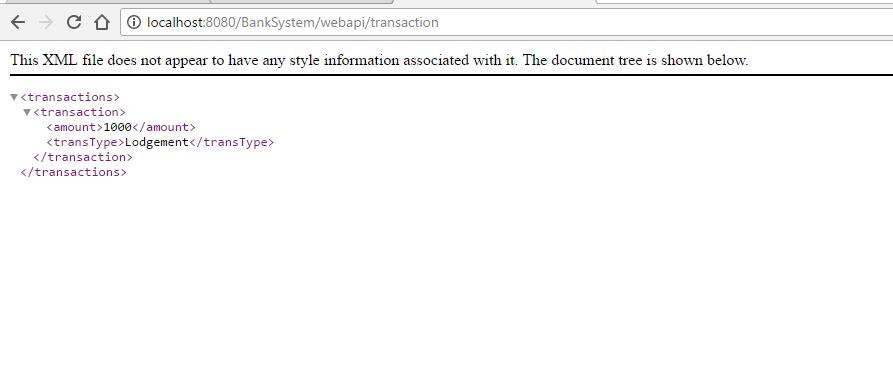 localhost:8080/BankSystem/webapi/transaction
This XML file does not appear to have any style information associated with it. The document tree is shown below.
<transactions>
<transaction>
<amount>1000</amount>
<transType>Lodgement</transType>
</transaction>
</transactions>